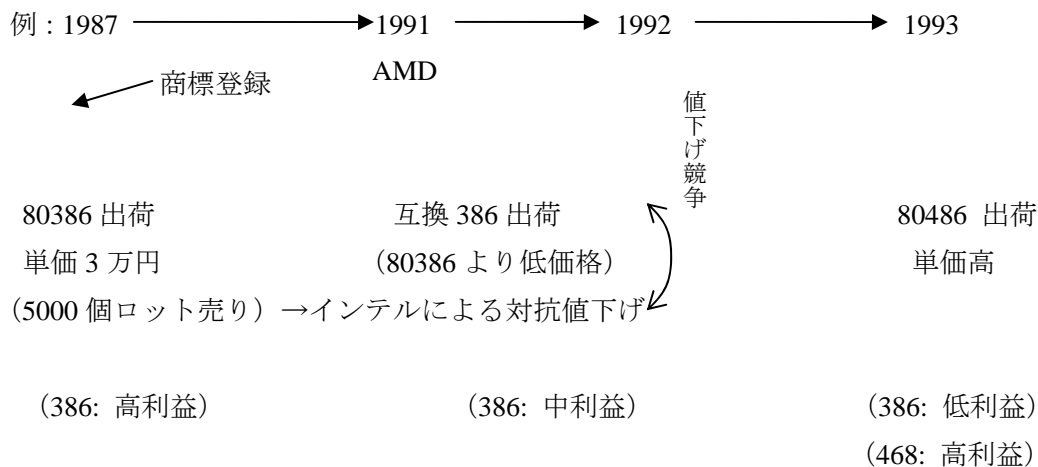 例：1987 1991 1992 1993
AMD
商標登録
値下げ競争
80386 出荷 互換 386 出荷 80486 出荷
単価 3 万円 （80386 より低価格） 単価高
（5000 個ロット売り）→インテルによる対抗値下げ
（386: 高利益） （386: 中利益） （386: 低利益）
（468: 高利益）